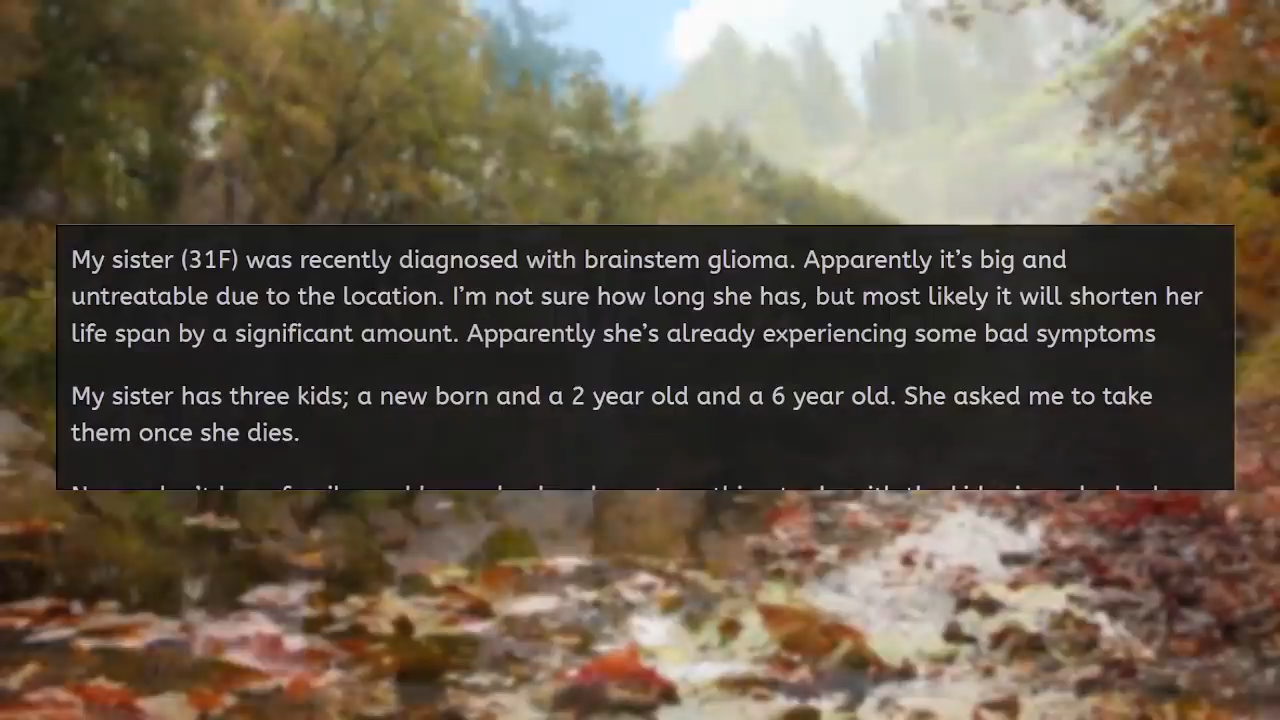 My sister (31F) was recently diagnosed with brainstem glioma. Apparently it’s big and
untreatable due to the location. I’m not sure how long she has, but most likely it will shorten her
life span by a significant amount. Apparently she’s already experiencing some bad symptoms
My sister has three kids; a new born and a 2 year old and a 6 year old. She asked me to take
them once she dies.